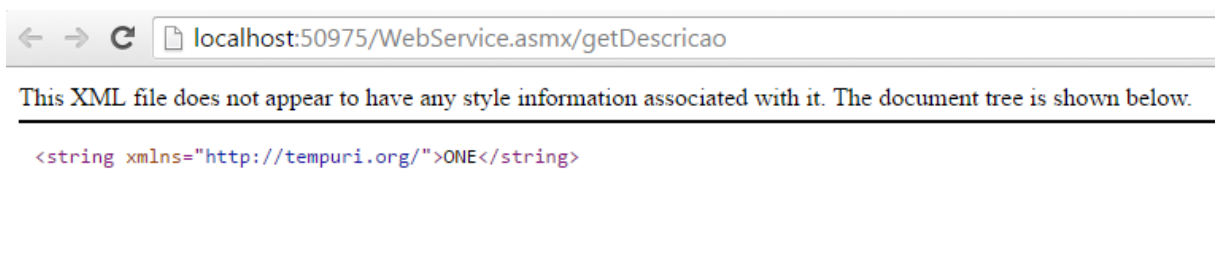 localhost:50975/WebService.asmx/getDescricao
This XML file does not appear to have any style information associated with it. The document tree is shown below.
<string xmlns="http://tempuri.org/">ONE</string>